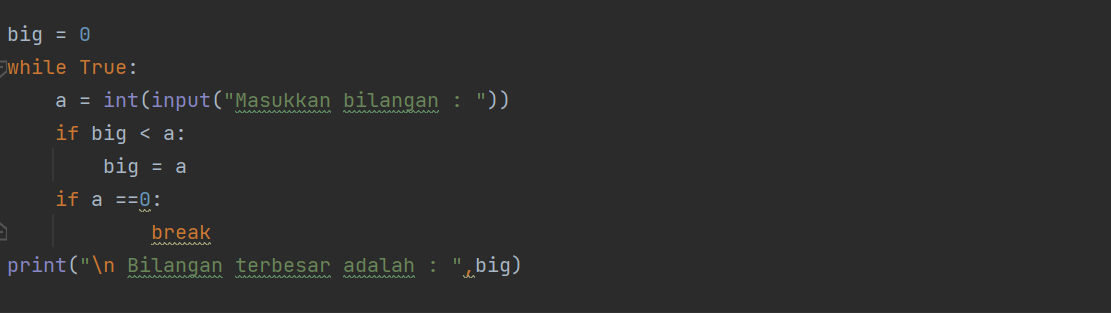 big = 0
while True:
    a = int(input("Masukkan bilangan : "))
    if big < a:
        big = a
    if a ==0:
            break
print("\n Bilangan terbesar adalah : ",big)